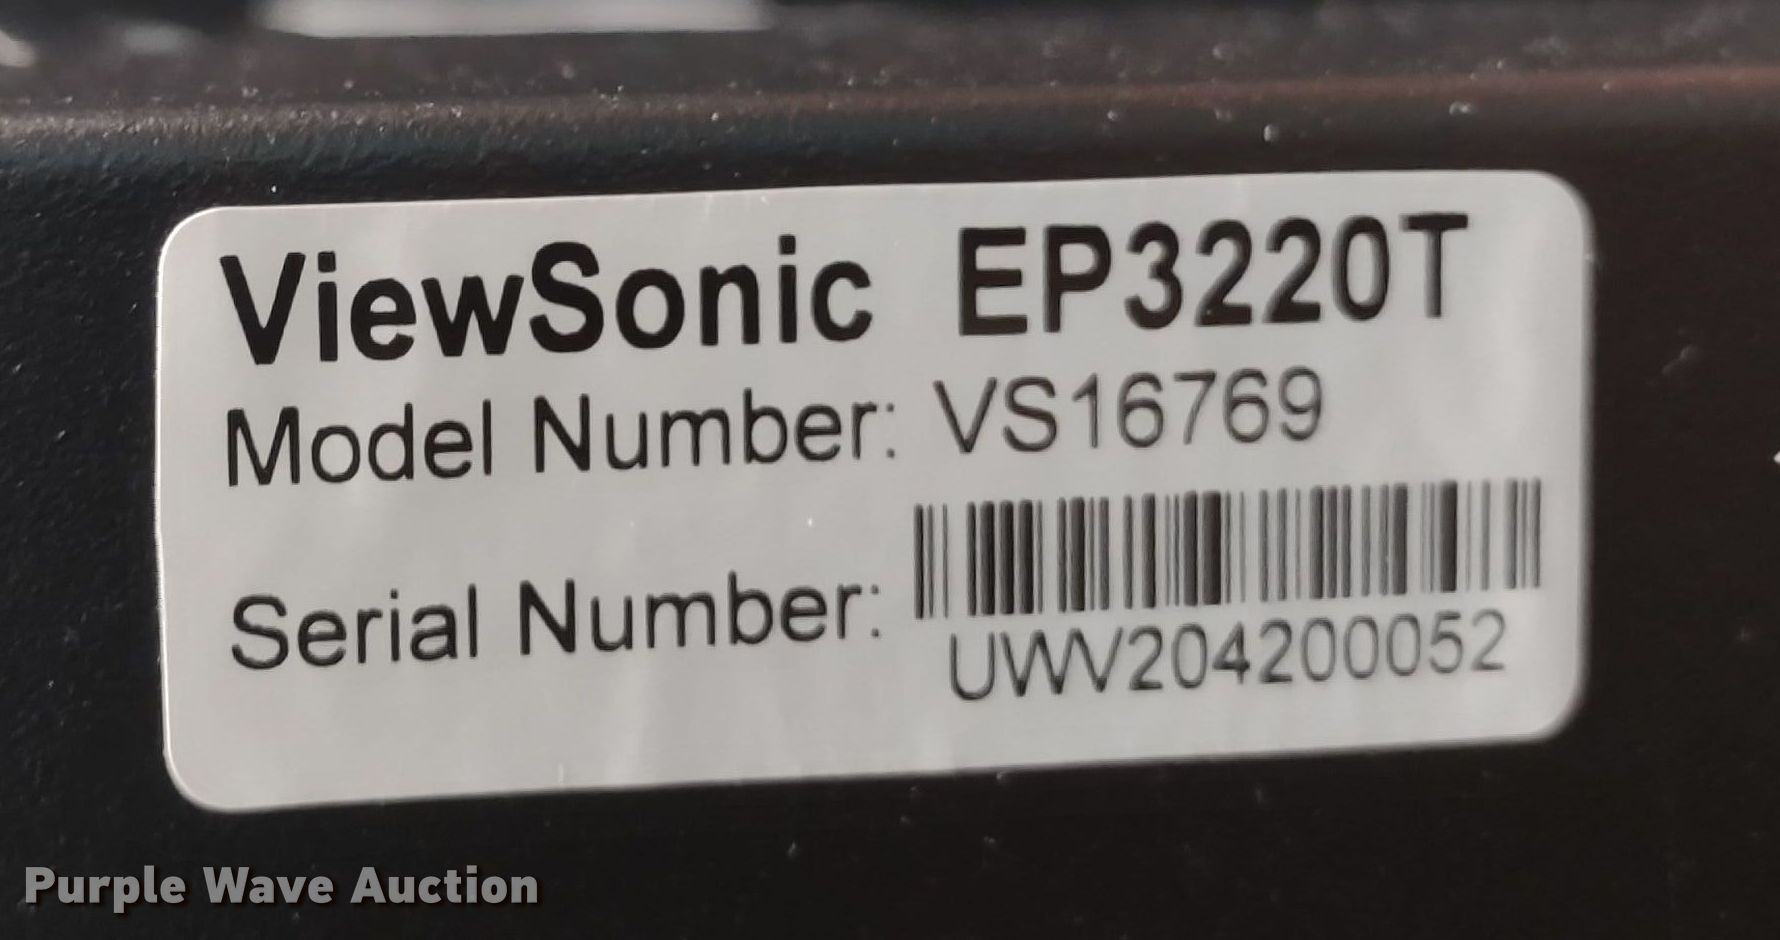 ViewSonic EP3220T
Model Number: VS16769
Serial Number:
UWV204200052
Purple Wave Auction